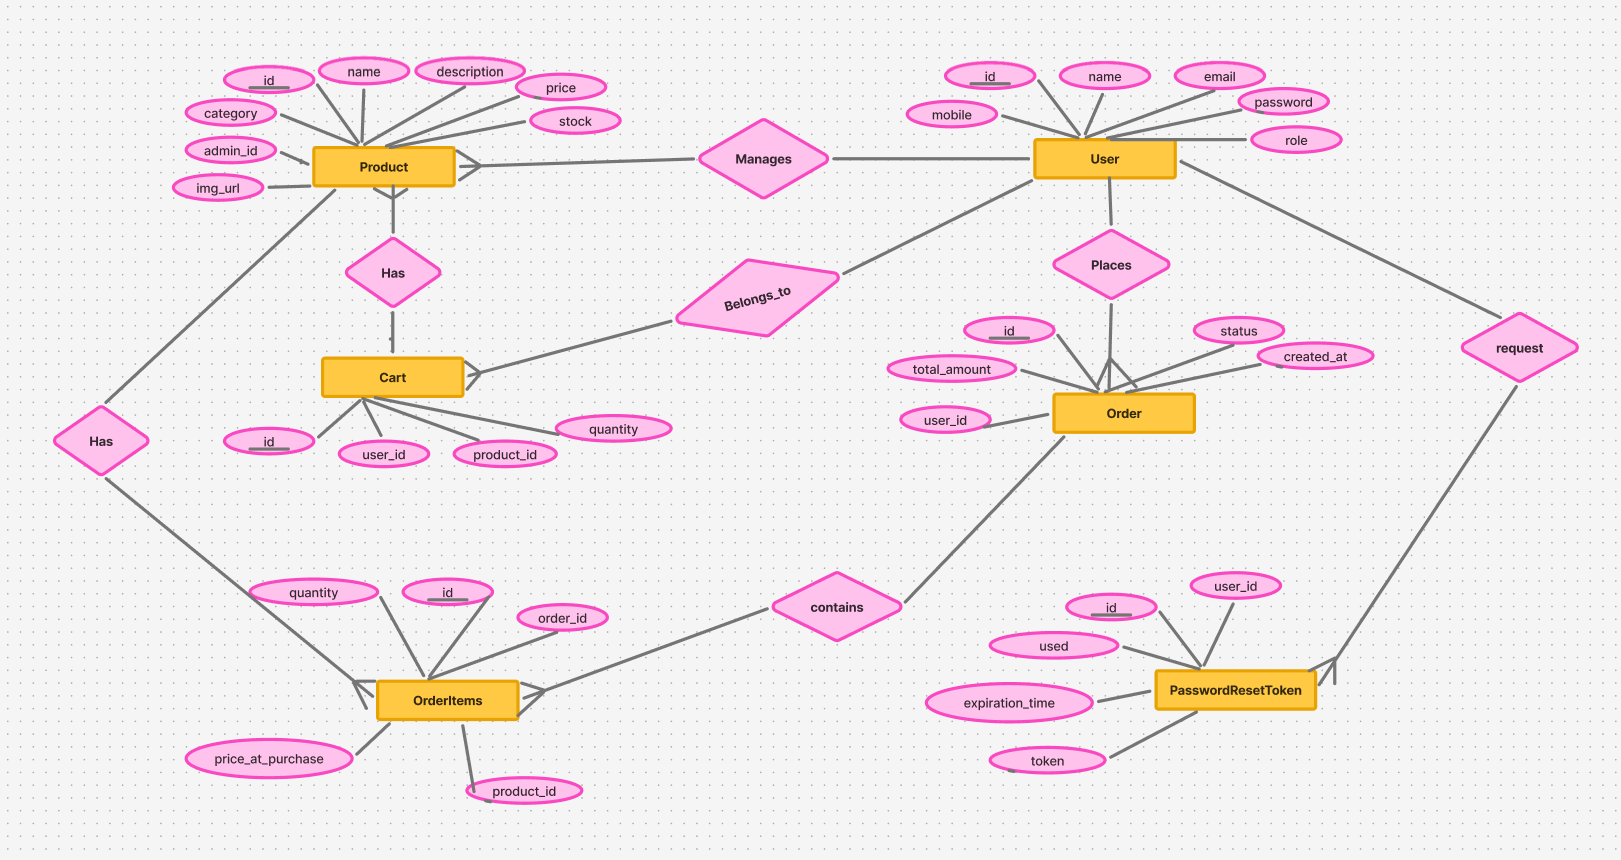 id
name
description
price
category
stock
admin_id
Product
img_url
Manages
id
name
email
password
mobile
role
User
Has
Belongs_to
Places
request
Cart
id
user_id
product_id
quantity
id
status
created_at
total_amount
user_id
Order
Has
quantity
id
order_id
contains
OrderItems
price_at_purchase
product_id
user_id
id
used
PasswordResetToken
expiration_time
token